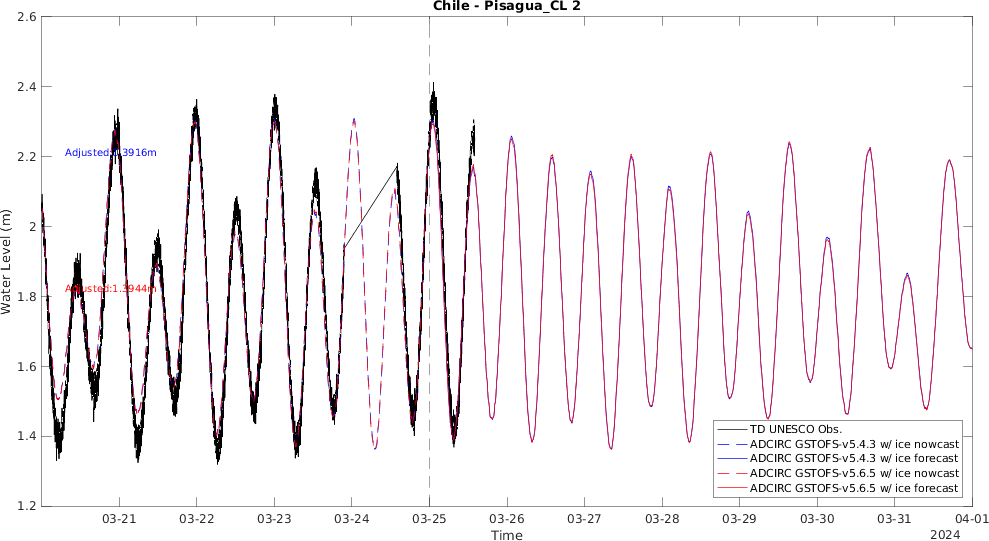 Chile - Pisagua_CL 2
2.6
2.4
2.2
2
1.8
1.6
1.4
1.2
Water Level (m)
Adjusted:1.3916m
Adjusted:1.3944m
TD UNESCO Obs.
ADCIRC GSTOFS-v5.4.3 w/ ice nowcast
ADCIRC GSTOFS-v5.4.3 w/ ice forecast
ADCIRC GSTOFS-v5.6.5 w/ ice nowcast
ADCIRC GSTOFS-v5.6.5 w/ ice forecast
03-21 03-22 03-23 03-24 03-25 03-26 03-27 03-28 03-29 03-30 03-31 04-01
Time
2024